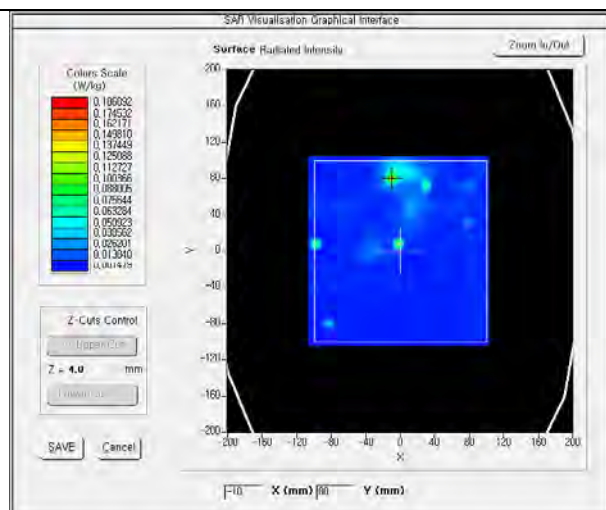 SAR Visualisation Graphical Interface
Surface Radiated Intensity
Zoom In/Out
Colors Scale
(W/kg)
0.186092
0.174532
0.162171
0.149810
0.137449
0.125088
0.112727
0.100366
0.088005
0.075644
0.063284
0.050923
0.038562
0.026201
0.013840
0.001479
Z-Cuts Control
Z = 4.0 mm
SAVE
Cancel
200
160
120
80
40
0
-40
-80
-120
-160
-200
Y
-200 -160 -120 -80 -40 0 40 80 120 160 200
X
-10 X (mm) 80 Y (mm)